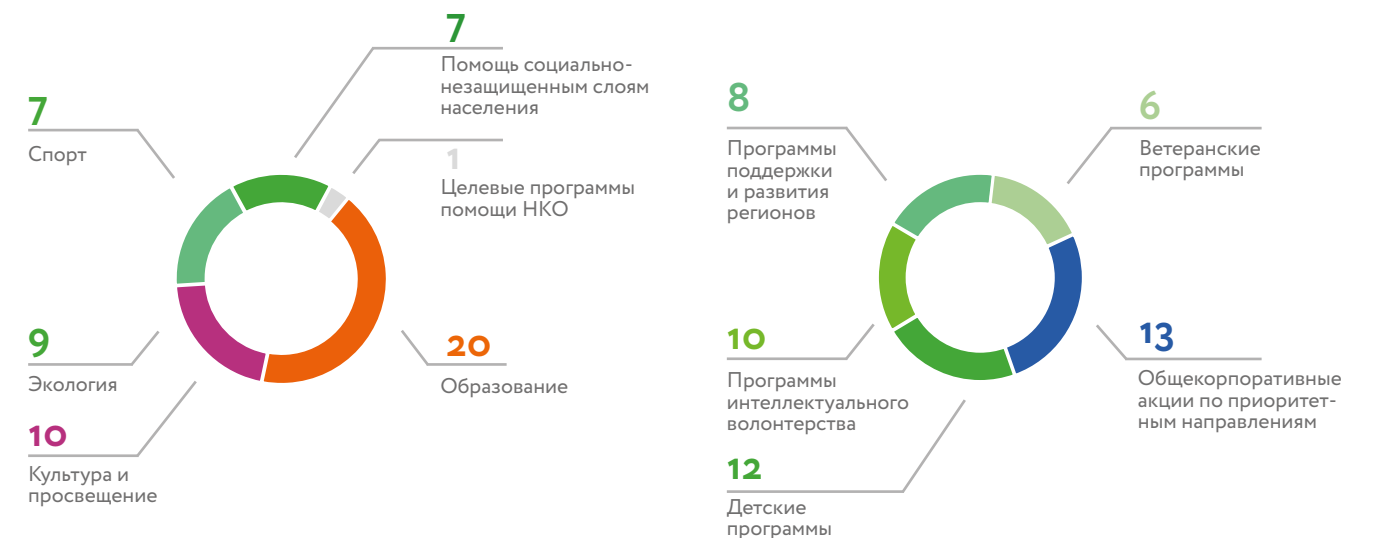 7
Помощь социально-
незащищенным слоям
населения
7
Спорт
1
Целевые программы
помощи НКО
9
Экология
20
Образование
10
Культура и
просвещение
8
Программы
поддержки
и развития
регионов
6
Ветеранские
программы
10
Программы
интеллектуального
волонтерства
13
Общекорпоративные
акции по приоритет-
ным направлениям
12
Детские
программы